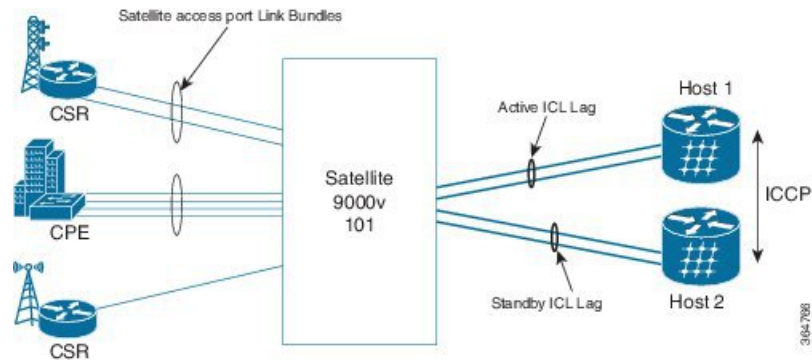 Satellite access port Link Bundles
CSR
CPE
CSR
Satellite
9000v
101
Active ICL Lag
Standby ICL Lag
Host 1
ICCP
Host 2
364766